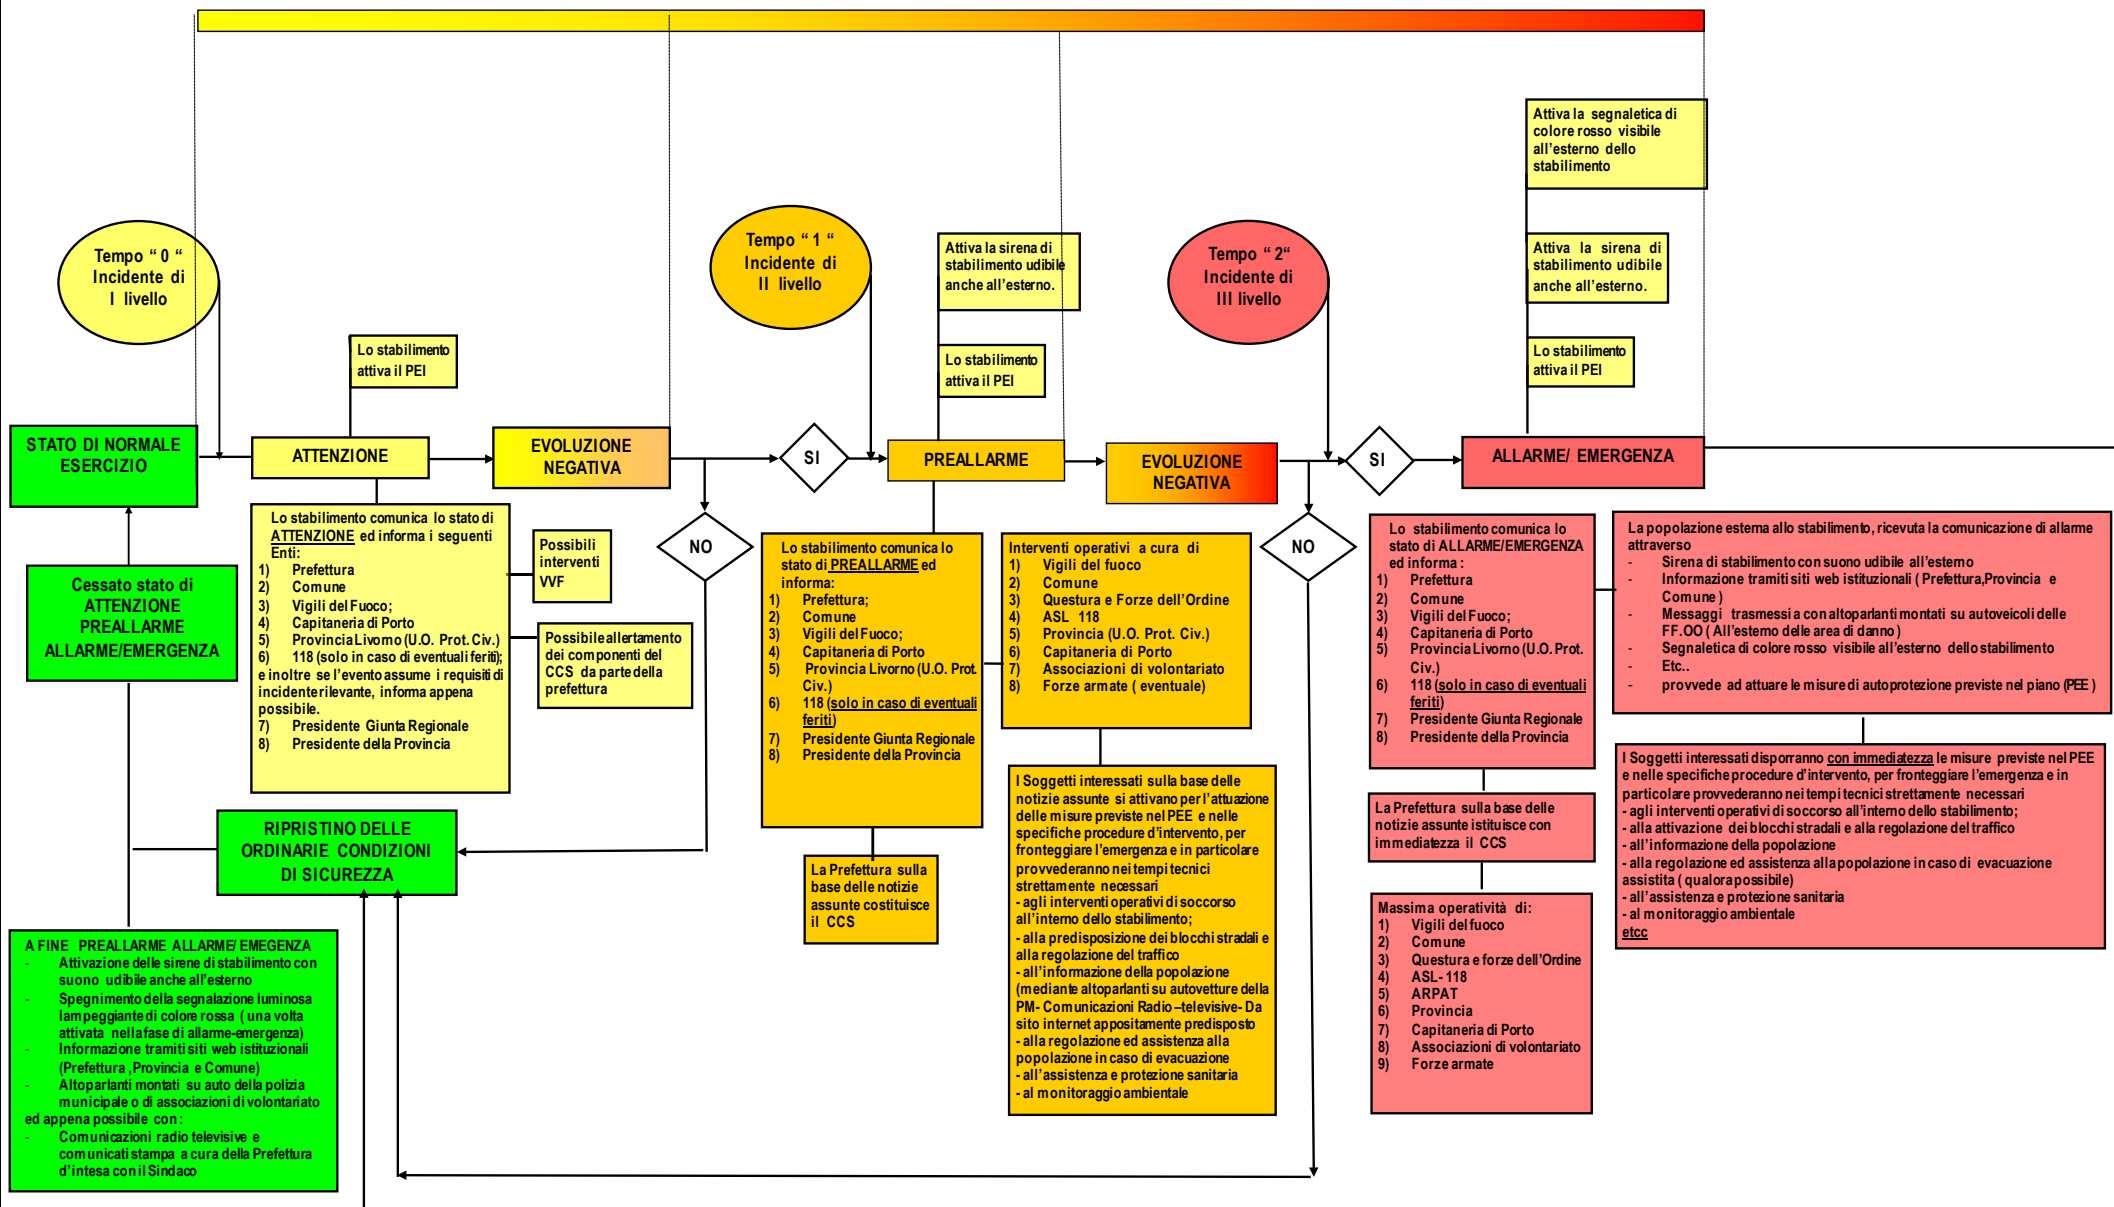 Tempo “ 0 “
Incidente di
I livello
Tempo “ 1 “
Incidente di
II livello
Tempo “ 2“
Incidente di
III livello
Lo stabilimento
attiva il PEI
Attiva la sirena di
stabilimento udibile
anche all’esterno.
Lo stabilimento
attiva il PEI
Attiva la segnaletica di
colore rosso visibile
all’esterno dello
stabilimento
Attiva la sirena di
stabilimento udibile
anche all’esterno.
Lo stabilimento
attiva il PEI
STATO DI NORMALE
ESERCIZIO
ATTENZIONE
EVOLUZIONE
NEGATIVA
SI
PREALLARME
EVOLUZIONE
NEGATIVA
SI
ALLARME/ EMERGENZA
NO
NO
Cessato stato di
ATTENZIONE
PREALLARME
ALLARME/EMERGENZA
Lo stabilimento comunica lo stato di
ATTENZIONE ed informa i seguenti
Enti:
1) Prefettura
2) Comune
3) Vigili del Fuoco;
4) Capitaneria di Porto
5) Provincia Livorno (U.O. Prot. Civ.)
6) 118 (solo in caso di eventuali feriti);
e inoltre se l’evento assume i requisiti di
incidente rilevante, informa appena
possibile.
7) Presidente Giunta Regionale
8) Presidente della Provincia
Possibili
interventi
VVF
Possibile allertamento
dei componenti del
CCS da parte della
prefettura
RIPRISTINO DELLE
ORDINARIE CONDIZIONI
DI SICUREZZA
A FINE PREALLARME ALLARME/ EMEGENZA
- Attivazione delle sirene di stabilimento con
suono udibile anche all’esterno
- Spegnimento della segnalazione luminosa
lampeggiante di colore rossa ( una volta
attivata nella fase di allarme-emergenza)
- Informazione tramiti siti web istituzionali
(Prefettura ,Provincia e Comune)
- Altoparlanti montati su auto della polizia
municipale o di associazioni di volontariato
ed appena possibile con :
- Comunicazioni radio televisive e
comunicati stampa a cura della Prefettura
d’intesa con il Sindaco
Lo stabilimento comunica lo
stato di PREALLARME ed
informa:
1) Prefettura;
2) Comune
3) Vigili del Fuoco;
4) Capitaneria di Porto
5) Provincia Livorno (U.O. Prot.
Civ.)
6) 118 (solo in caso di eventuali
feriti)
7) Presidente Giunta Regionale
8) Presidente della Provincia
La Prefettura sulla
base delle notizie
assunte costituisce
il CCS
Interventi operativi a cura di
1) Vigili del fuoco
2) Comune
3) Questura e Forze dell’Ordine
4) ASL 118
5) Provincia (U.O. Prot. Civ.)
6) Capitaneria di Porto
7) Associazioni di volontariato
8) Forze armate ( eventuale)
I Soggetti interessati sulla base delle
notizie assunte si attivano per l’attuazione
delle misure previste nel PEE e nelle
specifiche procedure d’intervento, per
fronteggiare l’emergenza e in particolare
provvederanno nei tempi tecnici
strettamente necessari
- agli interventi operativi di soccorso
all’interno dello stabilimento;
- alla predisposizione dei blocchi stradali e
alla regolazione del traffico
- all’informazione della popolazione
(mediante altoparlanti su autovetture della
PM- Comunicazioni Radio –televisive- Da
sito internet appositamente predisposto
- alla regolazione ed assistenza alla
popolazione in caso di evacuazione
- all’assistenza e protezione sanitaria
- al monitoraggio ambientale
Lo stabilimento comunica lo
stato di ALLARME/EMERGENZA
ed informa :
1) Prefettura
2) Comune
3) Vigili del Fuoco;
4) Capitaneria di Porto
5) Provincia Livorno (U.O. Prot.
Civ.)
6) 118 (solo in caso di eventuali
feriti)
7) Presidente Giunta Regionale
8) Presidente della Provincia
La Prefettura sulla base delle
notizie assunte istituisce con
immediatezza il CCS
Massima operatività di:
1) Vigili del fuoco
2) Comune
3) Questura e forze dell’Ordine
4) ASL- 118
5) ARPAT
6) Provincia
7) Capitaneria di Porto
8) Associazioni di volontariato
9) Forze armate
La popolazione esterna allo stabilimento, ricevuta la comunicazione di allarme
attraverso
- Sirena di stabilimento con suono udibile all’esterno
- Informazione tramiti siti web istituzionali ( Prefettura,Provincia e
Comune )
- Messaggi trasmessi a con altoparlanti montati su autoveicoli delle
FF.OO ( All’esterno delle area di danno )
- Segnaletica di colore rosso visibile all’esterno dello stabilimento
- Etc..
- provvede ad attuare le misure di autoprotezione previste nel piano (PEE )
I Soggetti interessati disporranno con immediatezza le misure previste nel PEE
e nelle specifiche procedure d’intervento, per fronteggiare l’emergenza e in
particolare provvederanno nei tempi tecnici strettamente necessari
- agli interventi operativi di soccorso all’interno dello stabilimento;
- alla attivazione dei blocchi stradali e alla regolazione del traffico
- all’informazione della popolazione
- alla regolazione ed assistenza alla popolazione in caso di evacuazione
assistita ( qualora possibile)
- all’assistenza e protezione sanitaria
- al monitoraggio ambientale
etcc